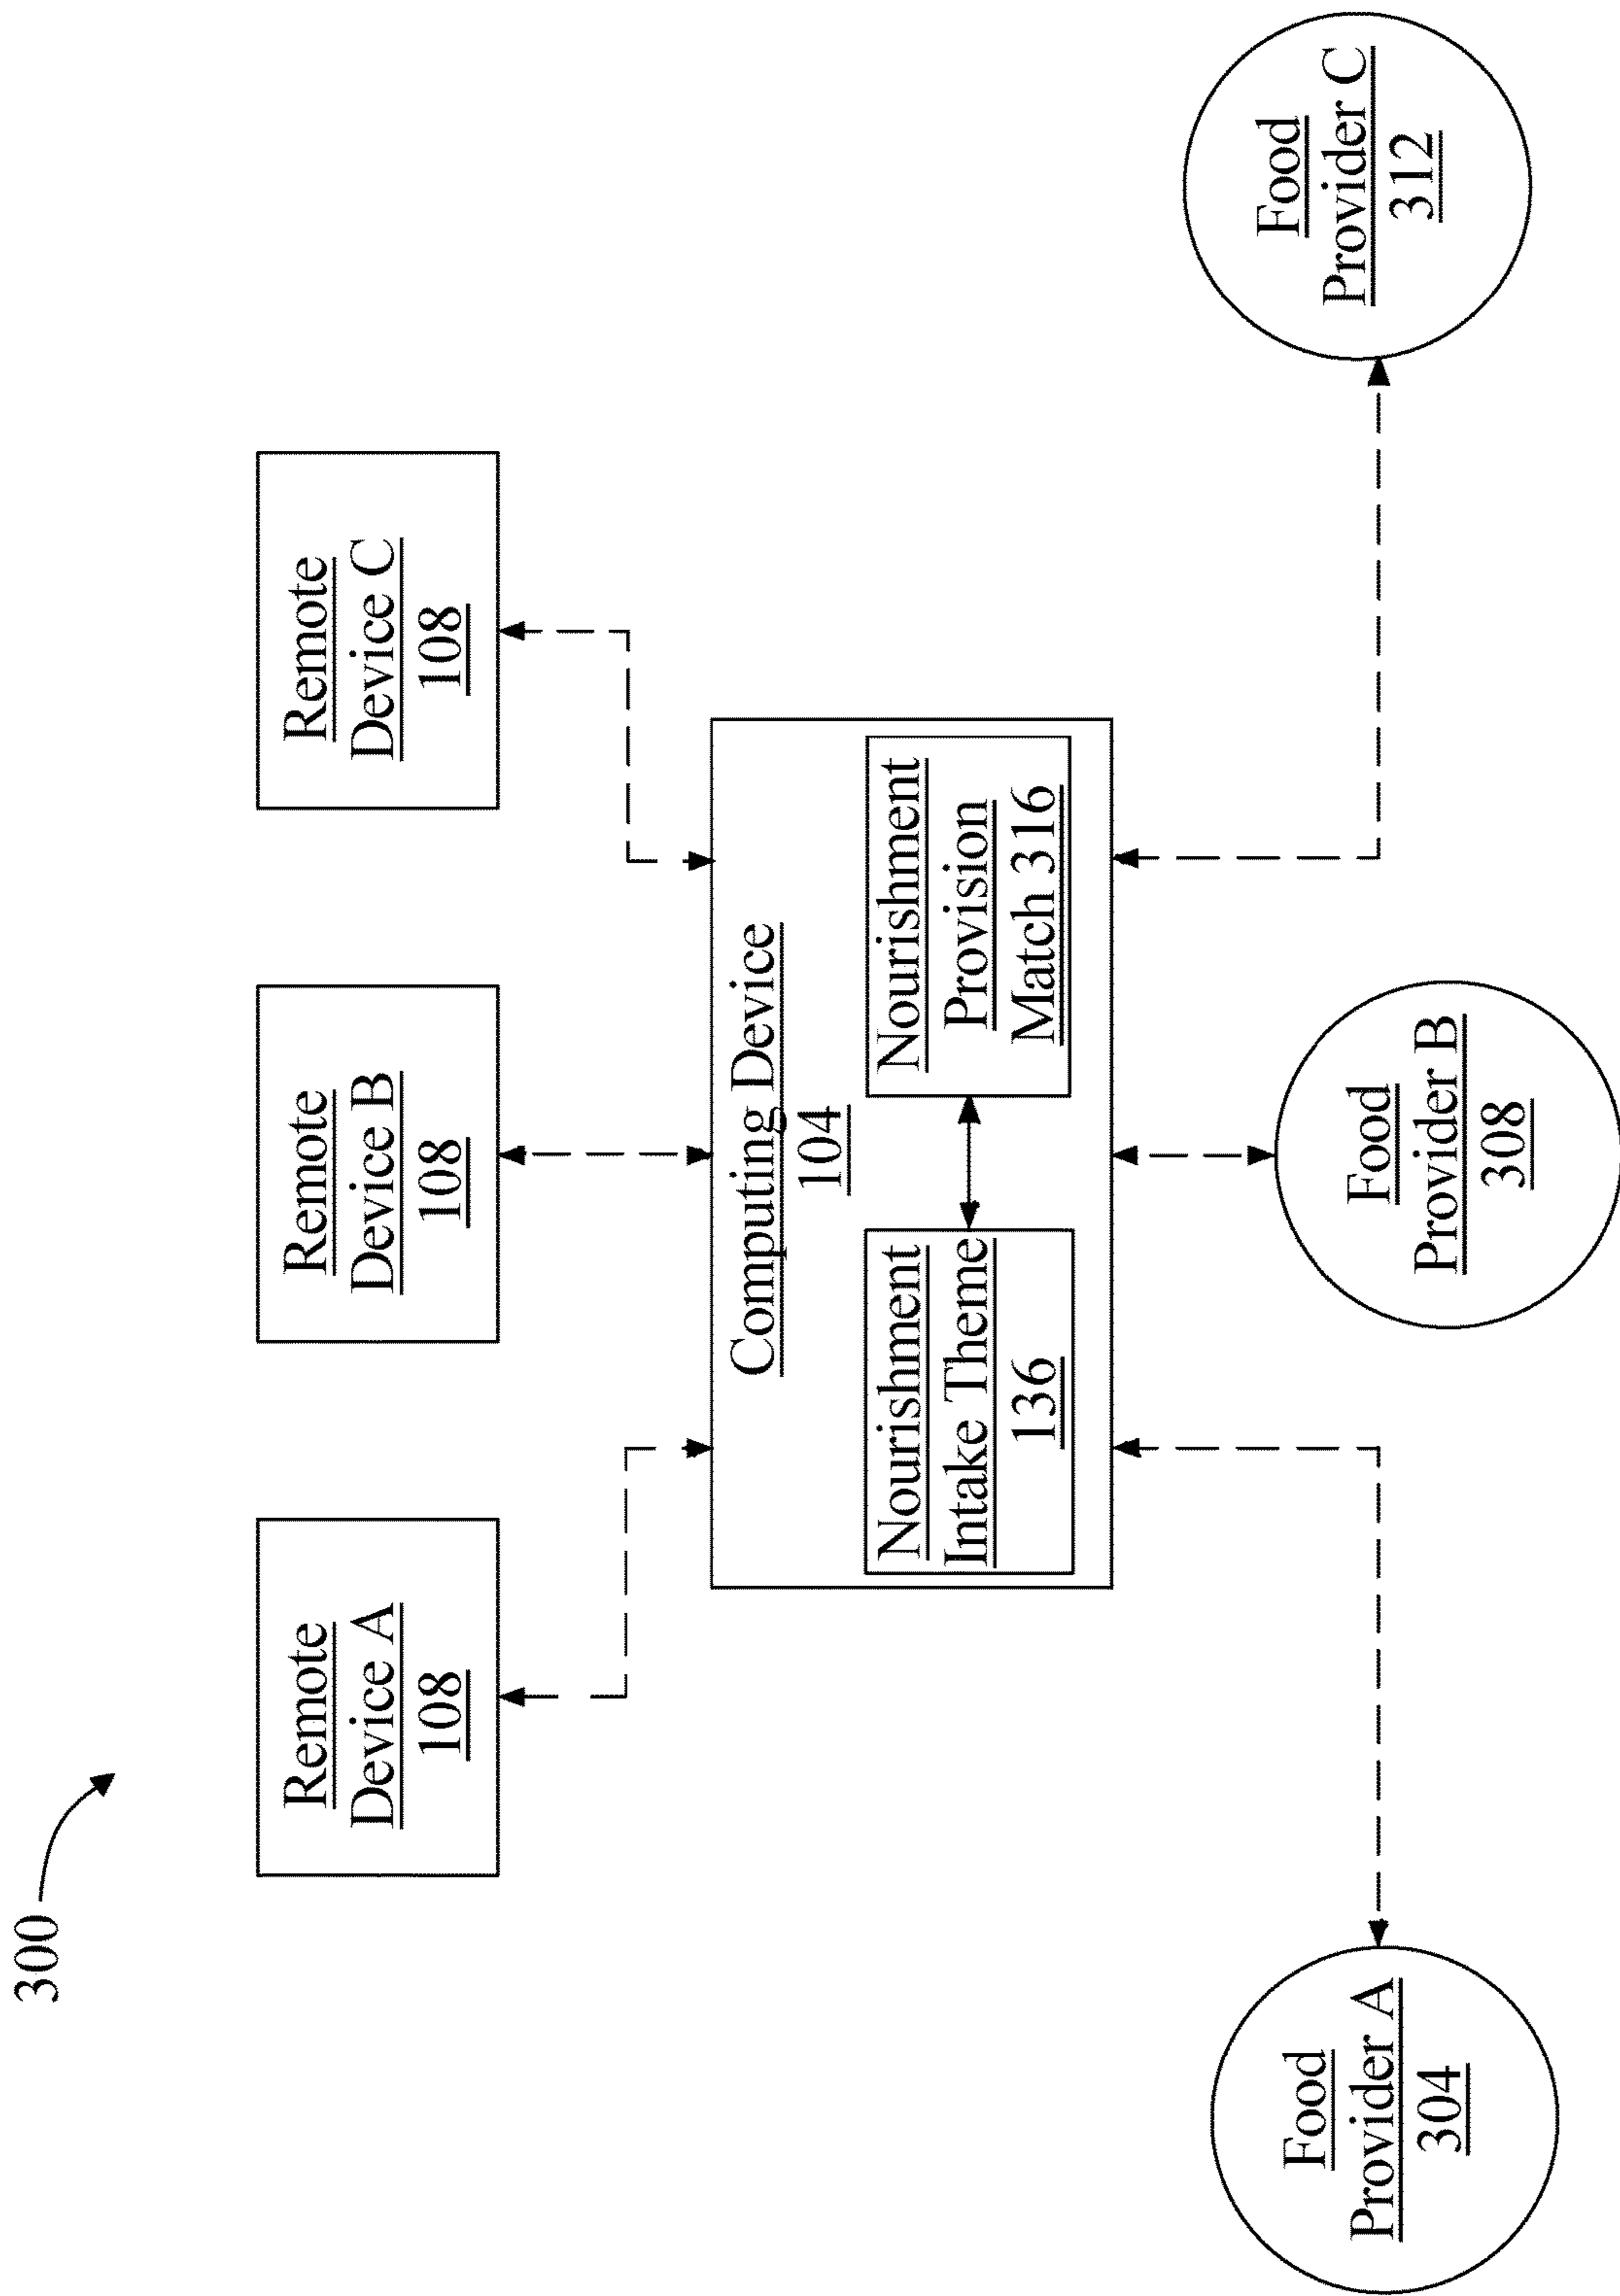 300
Remote
Device A
108
Remote
Device B
108
Remote
Device C
108
Computing Device
104
Nourishment
Intake Theme
136
Nourishment
Provision
Match 316
Food
Provider A
304
Food
Provider B
308
Food
Provider C
312